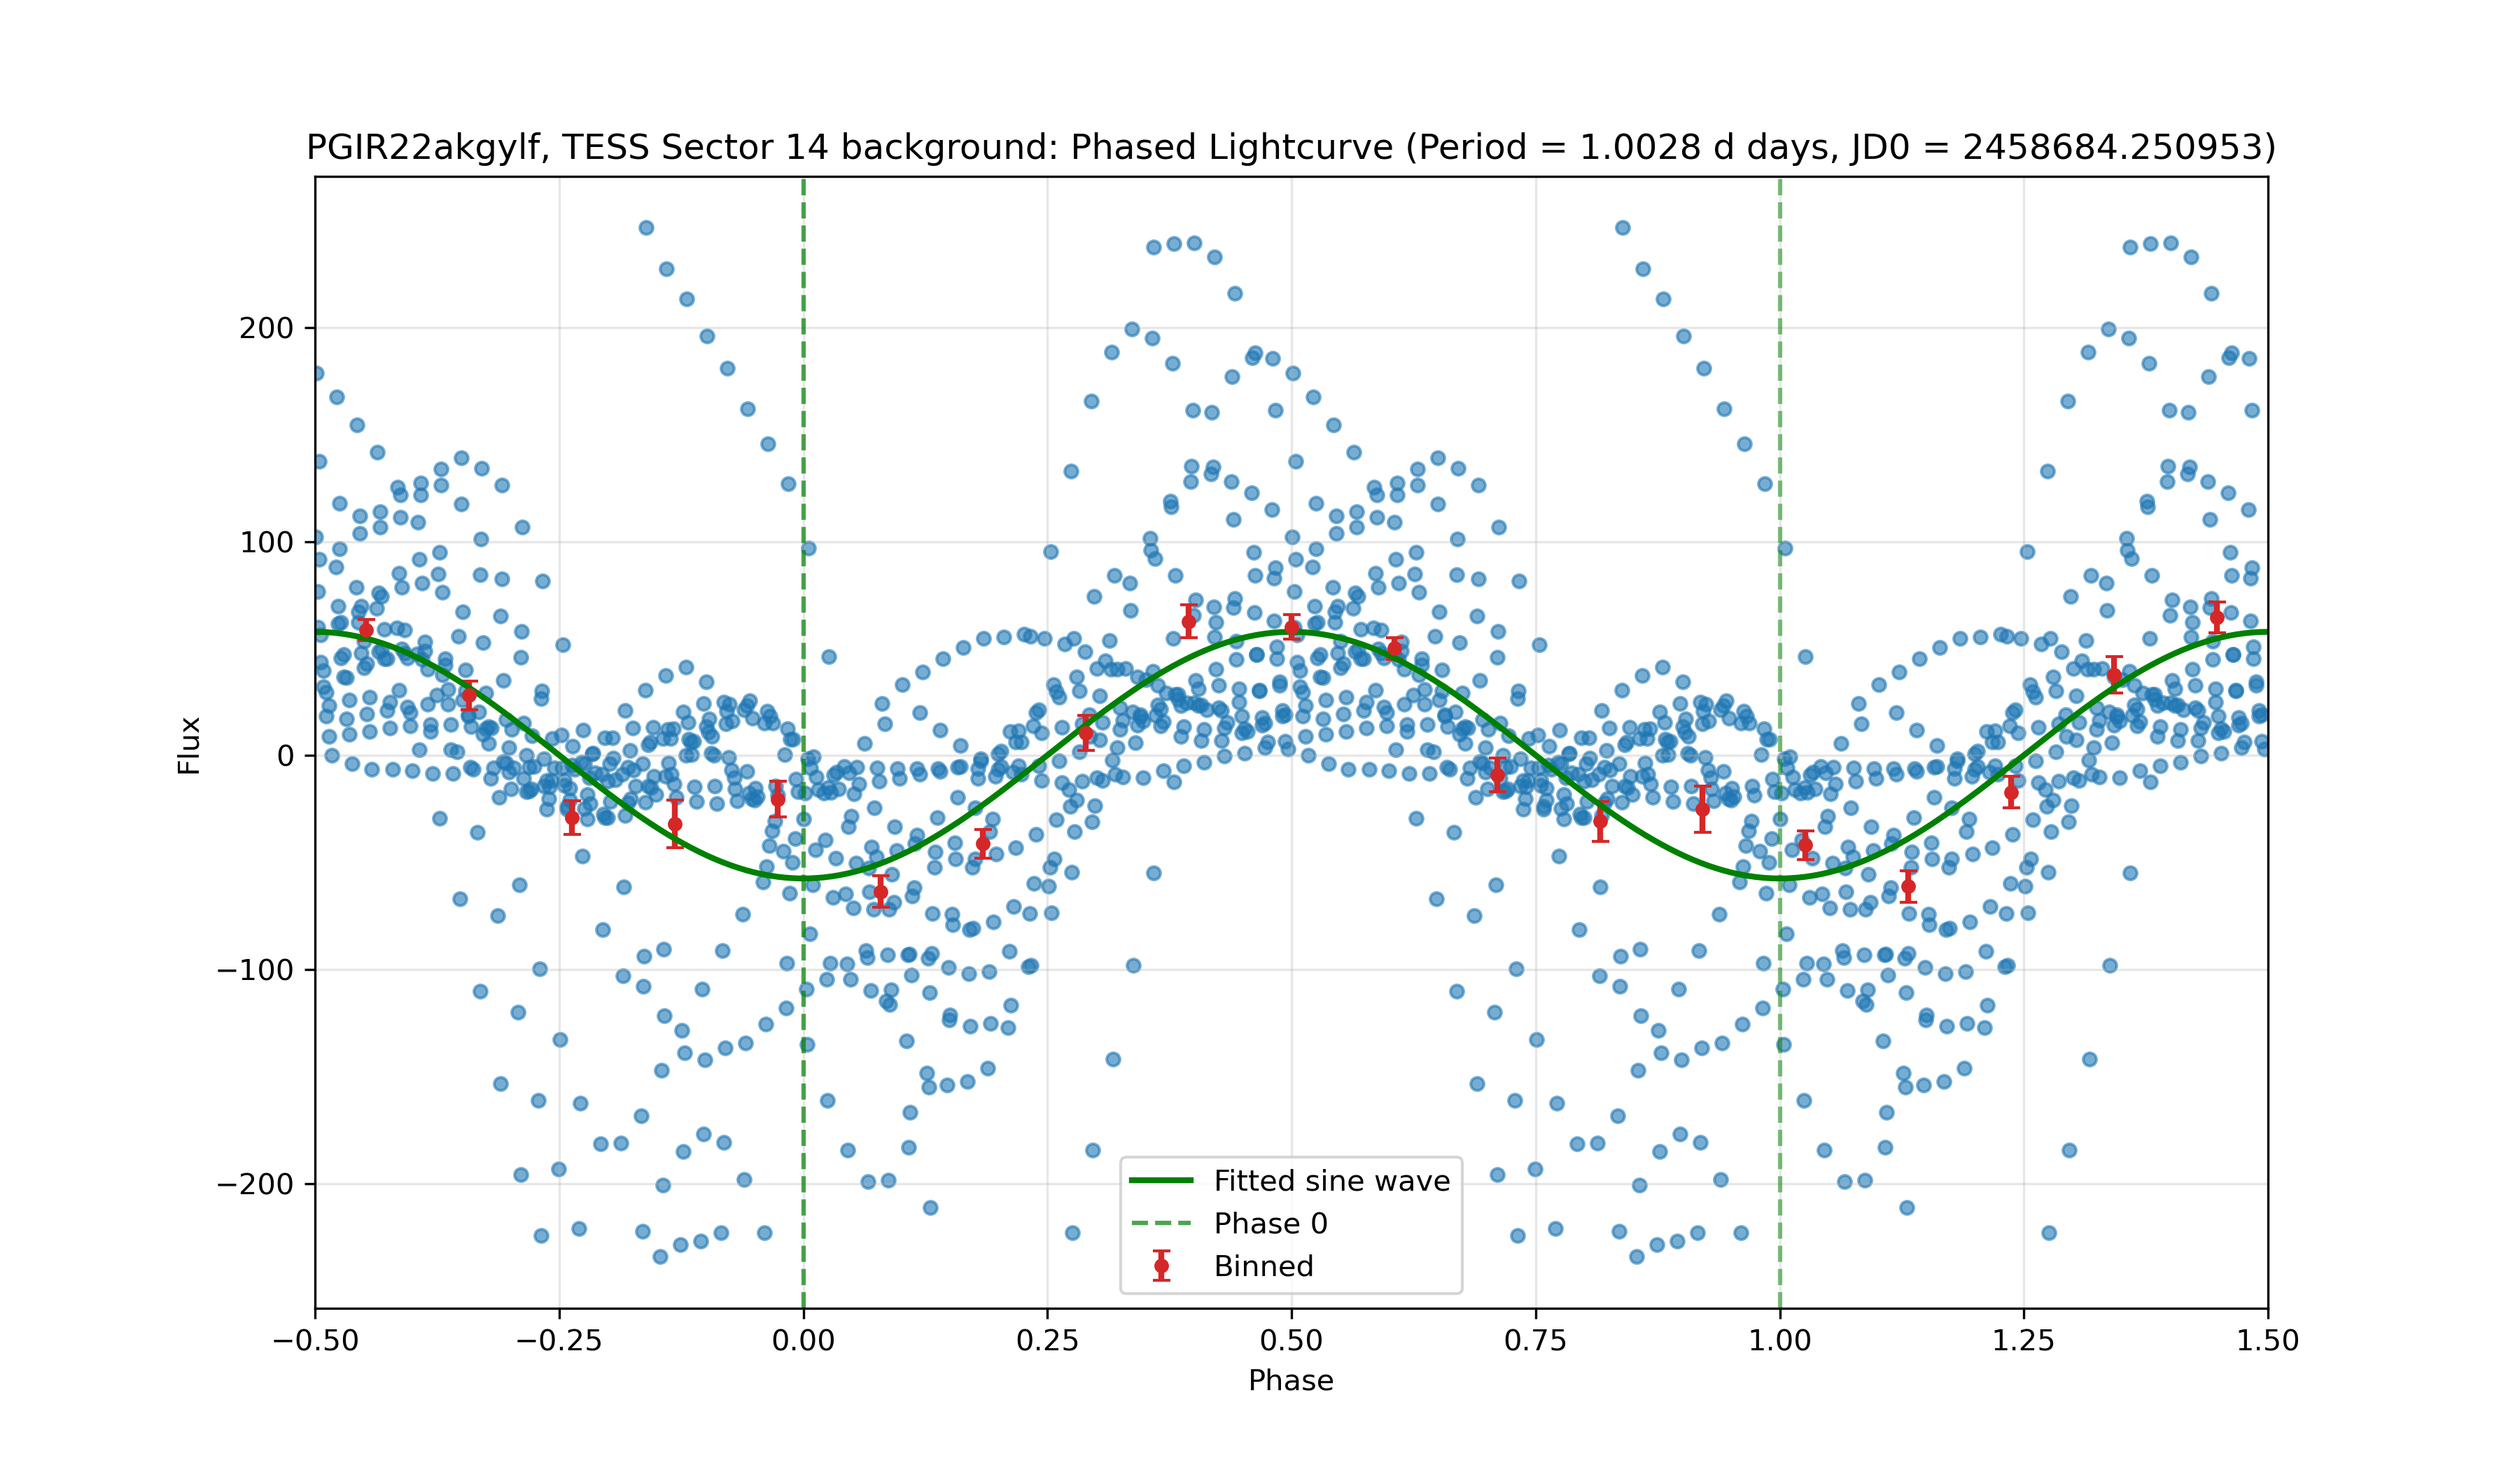 PGIR22akgylf, TESS Sector 14 background: Phased Lightcurve (Period = 1.0028 d days, JD0 = 2458684.250953)
Flux
200
100
0
−100
−200
Fitted sine wave
Phase 0
Binned
−0.50 −0.25 0.00 0.25 0.50 0.75 1.00 1.25 1.50
Phase